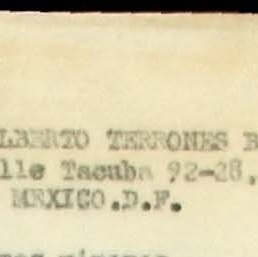 LBERTO TERRONES B
lle Tacuba 92-28.
MEXICO.D.F.